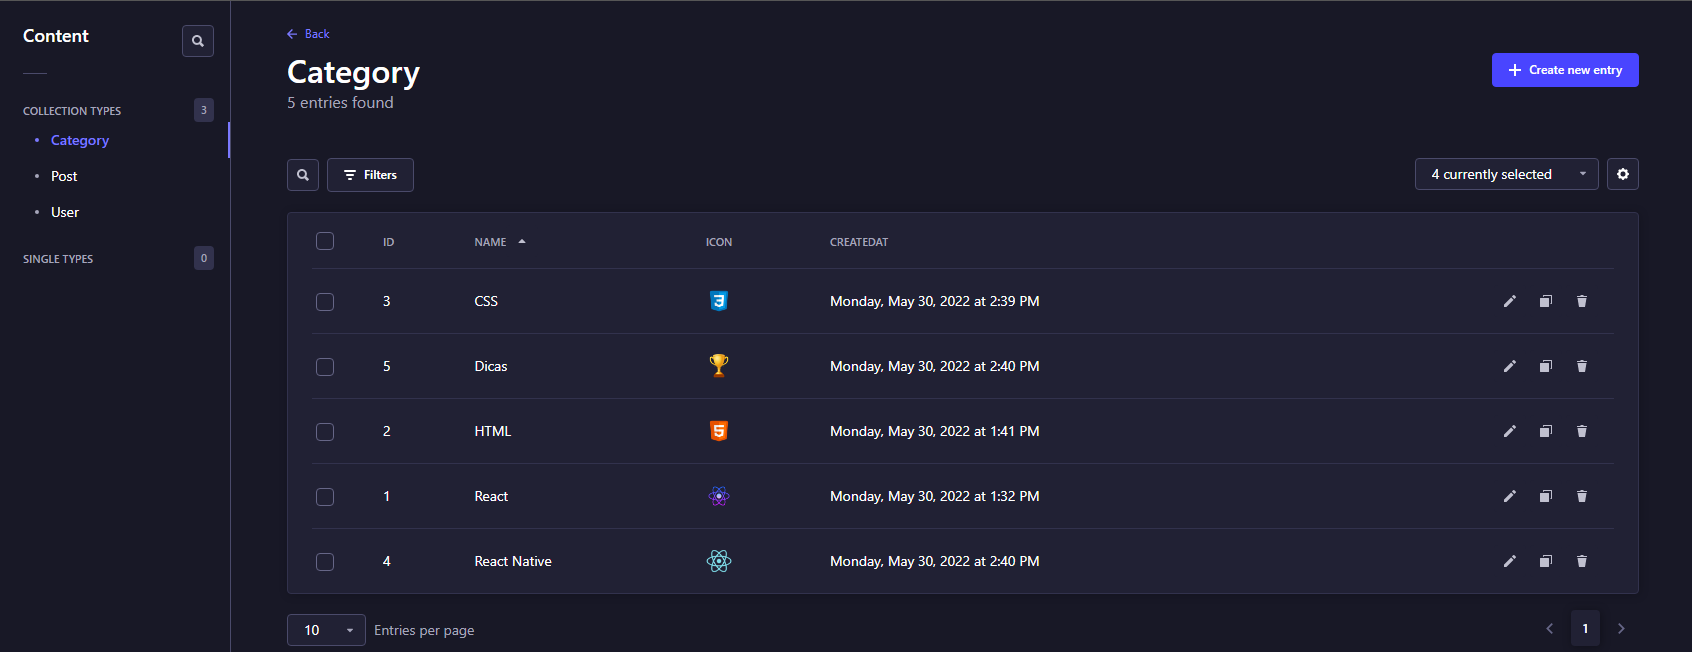 Content
COLLECTION TYPES 3
Category
Post
User
SINGLE TYPES 0
Back
Category
5 entries found
Create new entry
Filters
4 currently selected
ID NAME ICON CREATEDAT
3 CSS 3 Monday, May 30, 2022 at 2:39 PM
5 Dicas Monday, May 30, 2022 at 2:40 PM
2 HTML 5 Monday, May 30, 2022 at 1:41 PM
1 React Monday, May 30, 2022 at 1:32 PM
4 React Native Monday, May 30, 2022 at 2:40 PM
10 Entries per page
1